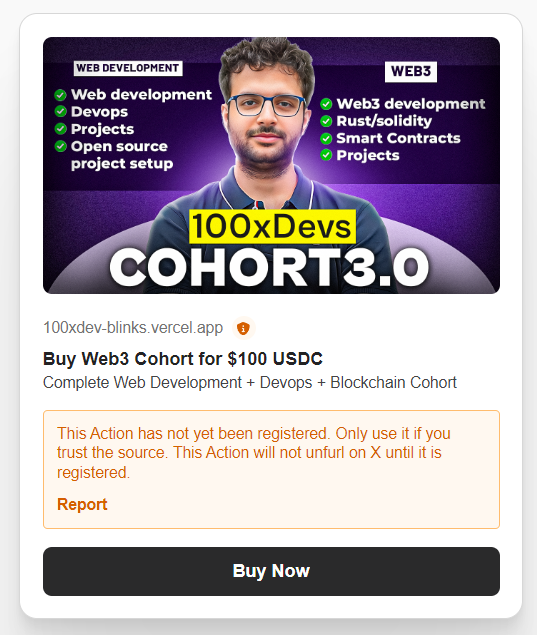 WEB DEVELOPMENT
Web development
Devops
Projects
Open source
project setup
WEB3
Web3 development
Rust/solidity
Smart Contracts
Projects
100xDevs
COHORT3.0
100xdev-blinks.vercel.app
Buy Web3 Cohort for $100 USDC
Complete Web Development + Devops + Blockchain Cohort
This Action has not yet been registered. Only use it if you
trust the source. This Action will not unfurl on X until it is
registered.
Report
Buy Now